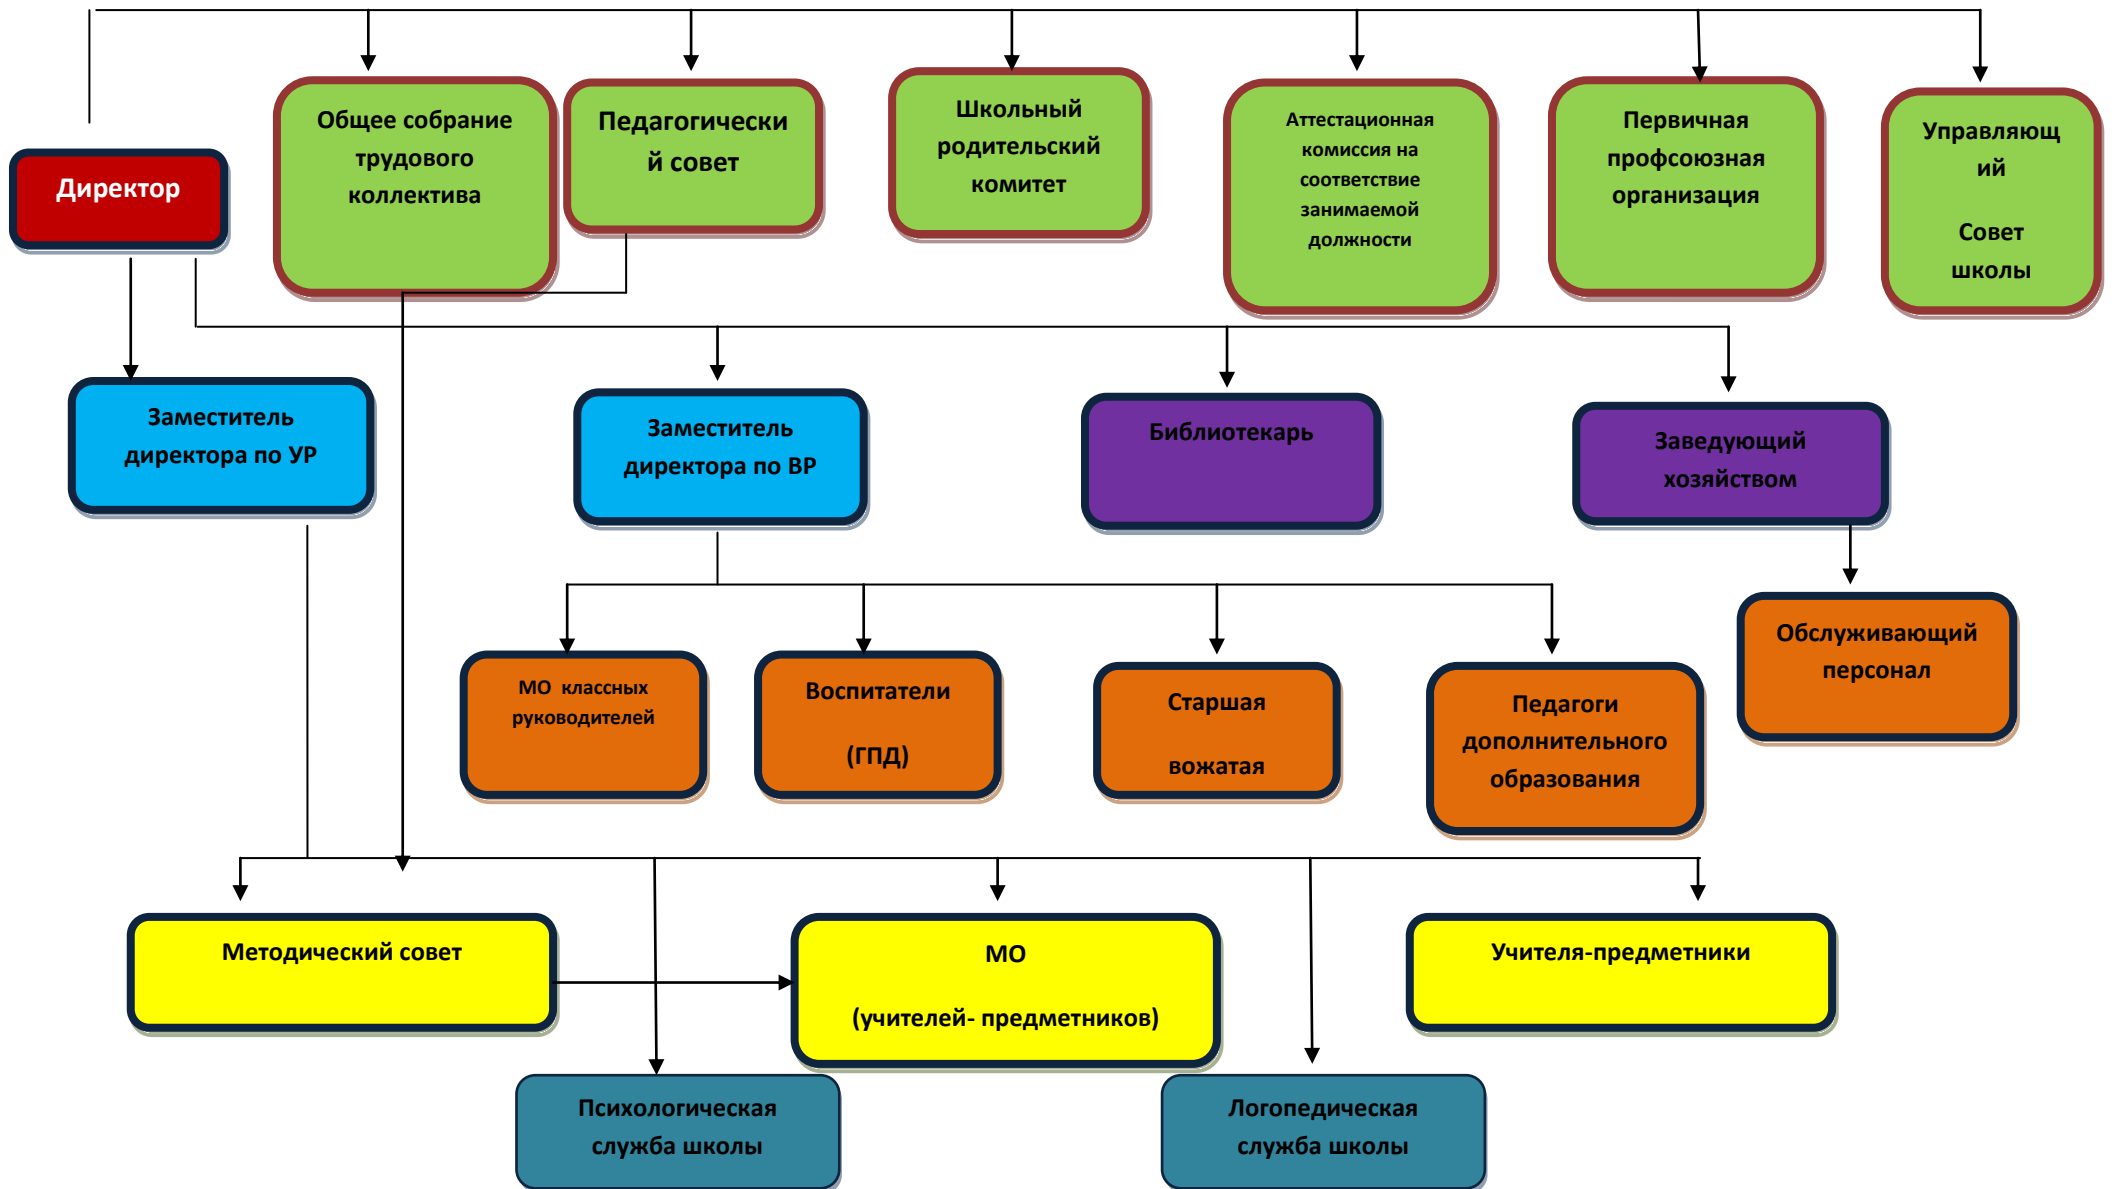 Директор
Общее собрание
трудового
коллектива
Педагогически
й совет
Школьный
родительский
комитет
Аттестационная
комиссия на
соответствие
занимаемой
должности
Первичная
профсоюзная
организация
Управляющ
ий
Совет
школы
Заместитель
директора по УР
Заместитель
директора по ВР
Библиотекарь
Заведующий
хозяйством
МО классных
руководителей
Воспитатели
(ГПД)
Старшая
вожатая
Педагоги
дополнительного
образования
Обслуживающий
персонал
Методический совет
МО
(учителей- предметников)
Учителя-предметники
Психологическая
служба школы
Логопедическая
служба школы